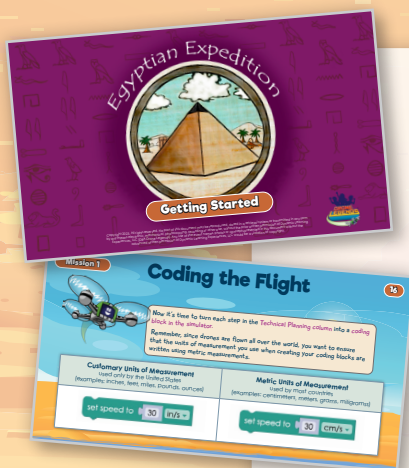 Egyptian Expedition
Getting Started
Mission 1
Coding the Flight
16
Now it's time to turn each step in the Technical Planning column into a coding
block in the simulator.
Remember, since drones are flown all over the world, you want to ensure
that the units of measurement you use when creating your coding blocks are
written using metric measurements.
Customary Units of Measurement
used only by the United States
(examples: inches, feet, miles, pounds, ounces)
set speed to 30 in/s
Metric Units of Measurement
used by most countries
(examples: centimeters, meters, grams, milligrams)
set speed to 30 cm/s